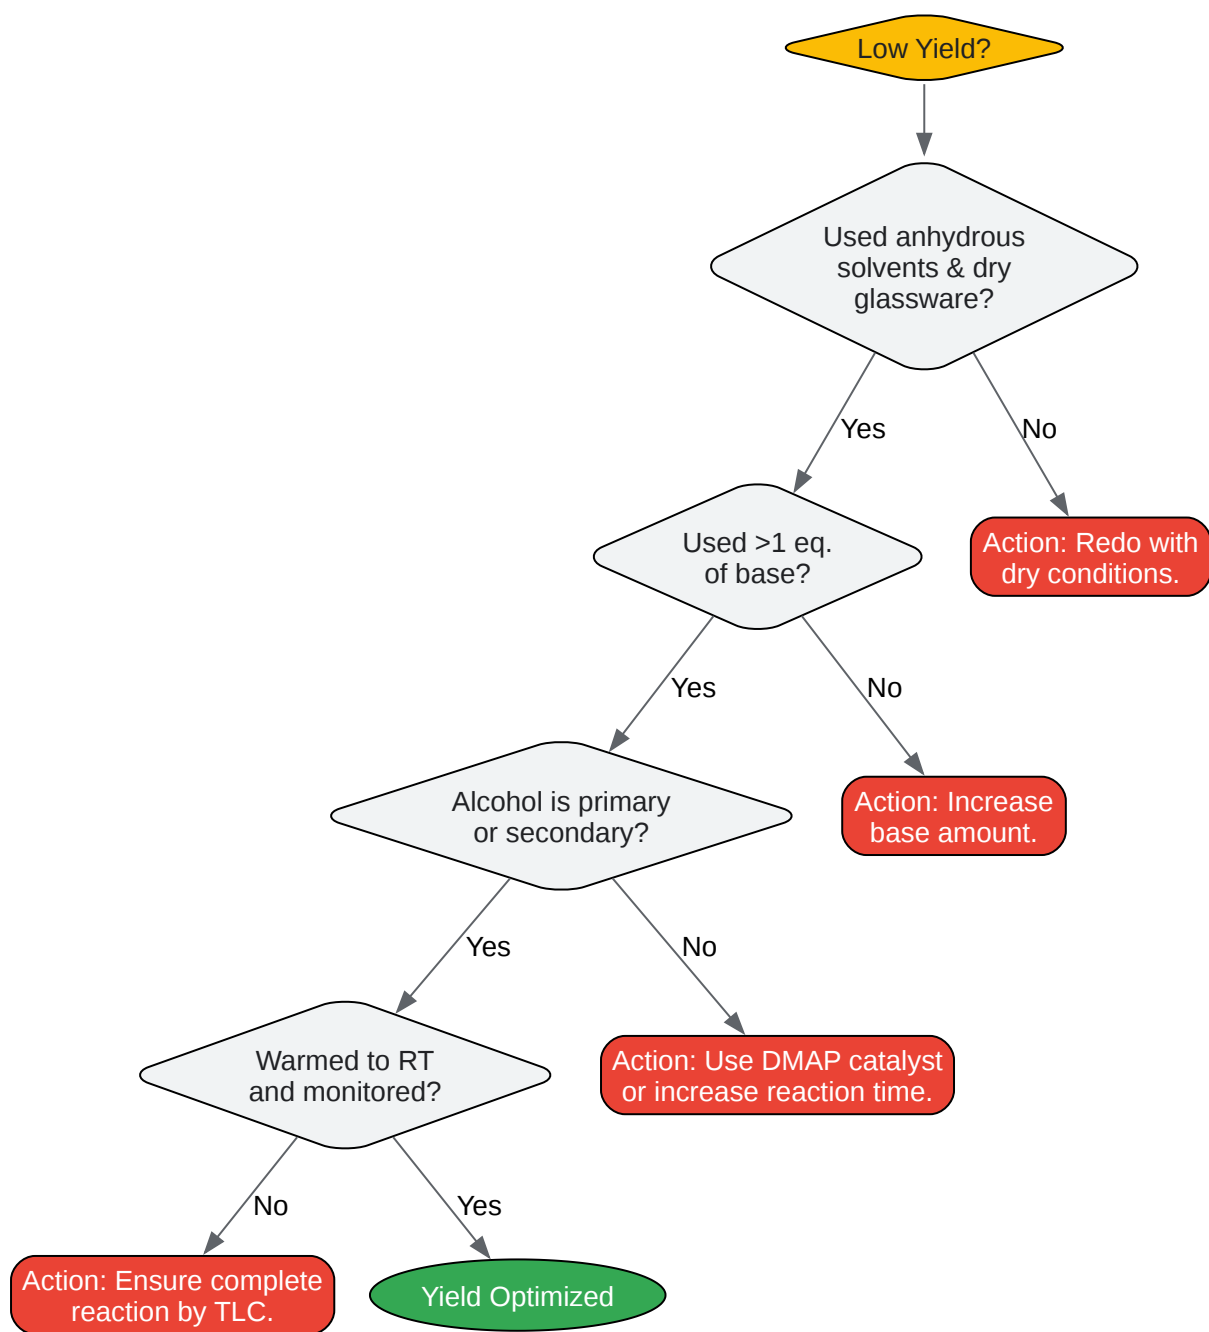 Low Yield?
Used anhydrous
solvents & dry
glassware?
Yes
No
Used >1 eq.
of base?
Action: Redo with
dry conditions.
Yes
No
Alcohol is primary
or secondary?
Action: Increase
base amount.
Yes
No
Warmed to RT
and monitored?
Action: Use DMAP catalyst
or increase reaction time.
No
Yes
Action: Ensure complete
reaction by TLC.
Yield Optimized